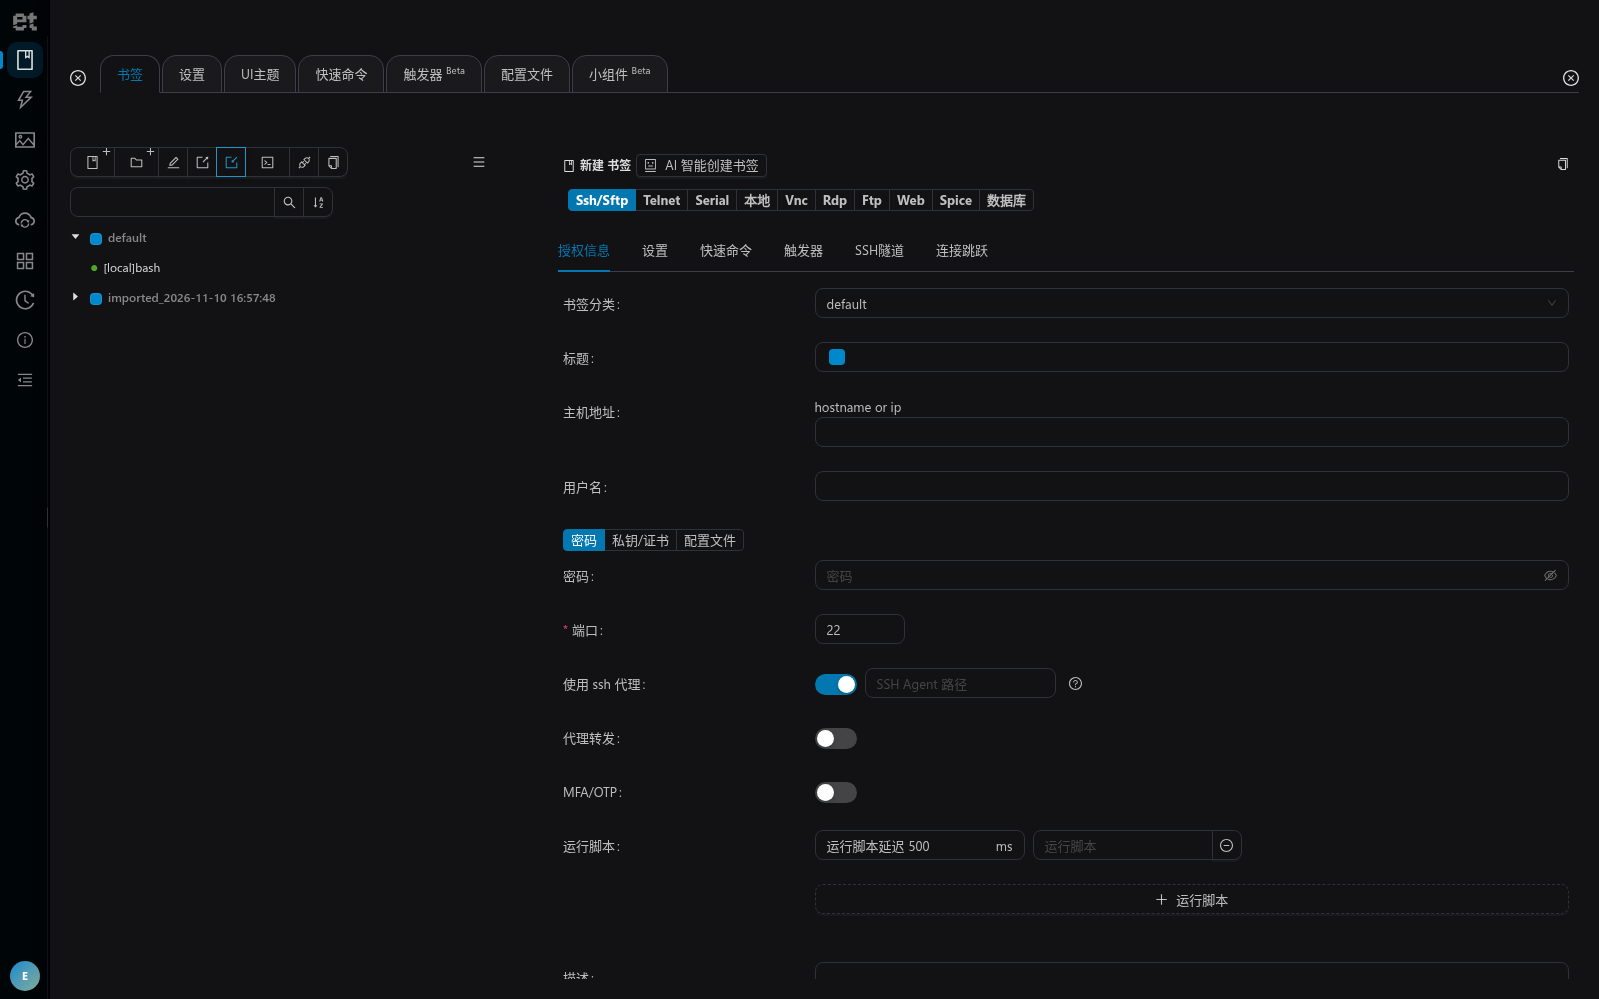 et
书签
设置
UI主题
快速命令
触发器 Beta
配置文件
小组件 Beta
新建 书签
AI 智能创建书签
Ssh/Sftp Telnet Serial 本地 Vnc Rdp Ftp Web Spice 数据库
default
[local]bash
imported_2026-11-10 16:57:48
授权信息 设置 快速命令 触发器 SSH隧道 连接跳跃
书签分类: default
标题:
主机地址: hostname or ip
用户名:
密码 私钥/证书 配置文件
密码: 密码
* 端口: 22
使用 ssh 代理: SSH Agent 路径
代理转发:
MFA/OTP:
运行脚本: 运行脚本延迟 500 ms 运行脚本
运行脚本
描述:
E